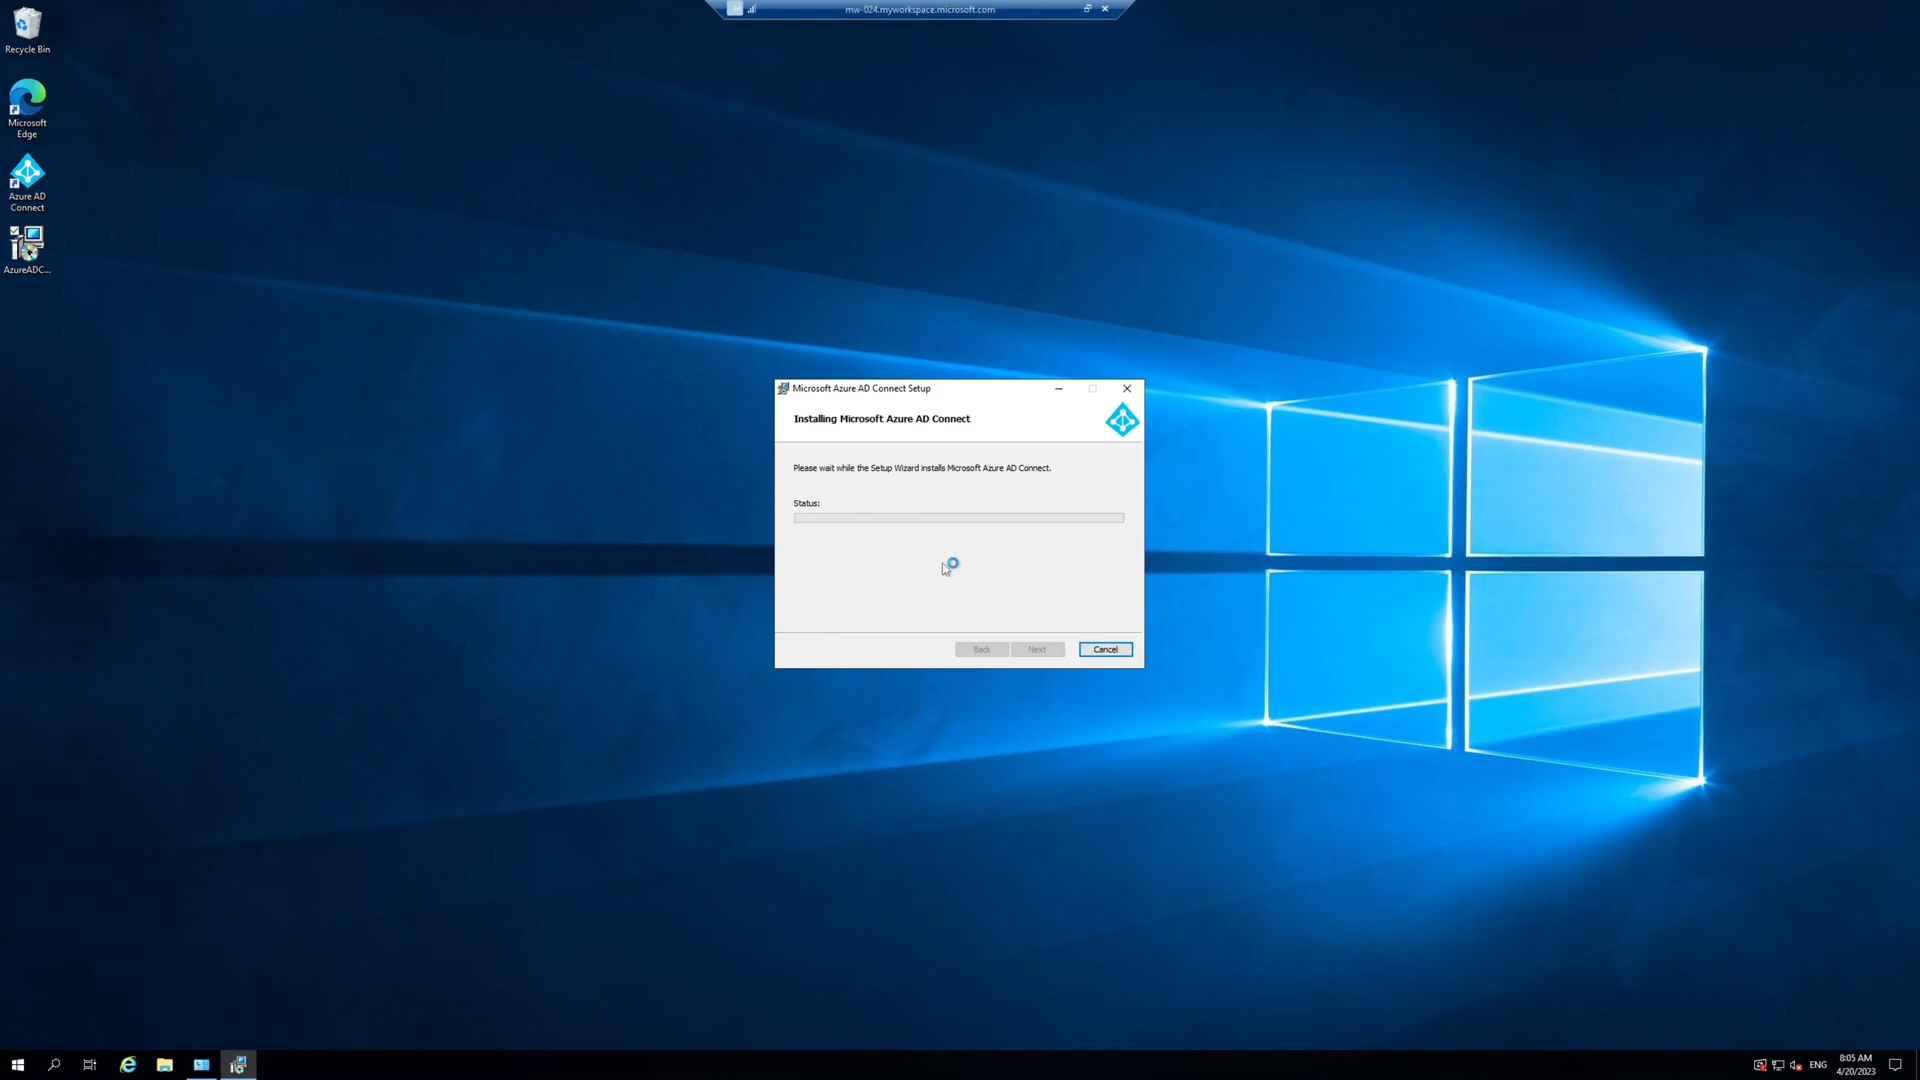 mw-024.myworkspace.microsoft.com
Recycle Bin
Microsoft
Edge
Azure AD
Connect
AzureADC...
Microsoft Azure AD Connect Setup
Installing Microsoft Azure AD Connect
Please wait while the Setup Wizard installs Microsoft Azure AD Connect.
Status:
Back
Next
Cancel
ENG
8:05 AM
4/20/2023